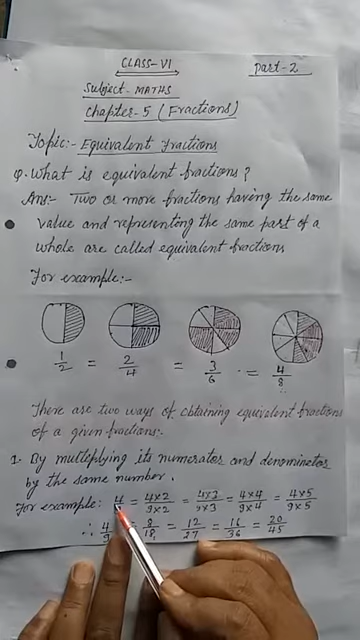 CLASS-VI Part-2
Subject- MATHS
Chapter-5 (Fractions)
Topic:- Equivalent Fractions
Q. What is equivalent fractions?
Ans:- Two or more fractions having the same
value and representing the same part of a
whole are called equivalent fractions
For example:-
1/2 = 2/4 = 3/6 = 4/8
There are two ways of obtaining equivalent fractions
of a given fractions:
1. By multiplying its numerators and denominator
by the same number.
For example: 4 = 4×2/9×2 = 4×3/9×3 = 4×4/9×4 = 4×5/9×5
∴ 4/9 = 8/18 = 12/27 = 16/36 = 20/45